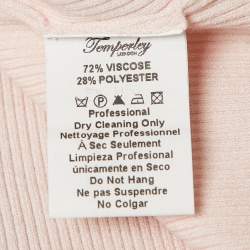 Temperley
LONDON
72% VISCOSE
28% POLYESTER
Professional
Dry Cleaning Only
Nettoyage Professionnel
À Sec Seulement
Limpieza Profesional
únicamente en Seco
Do Not Hang
Ne pas Suspendre
No Colgar